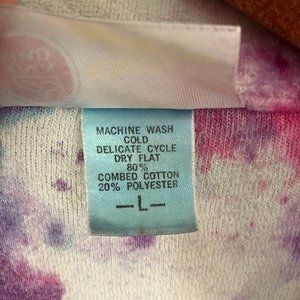 MACHINE WASH
COLD
DELICATE CYCLE
DRY FLAT
80%
COMBED COTTON
20% POLYESTER
—L—